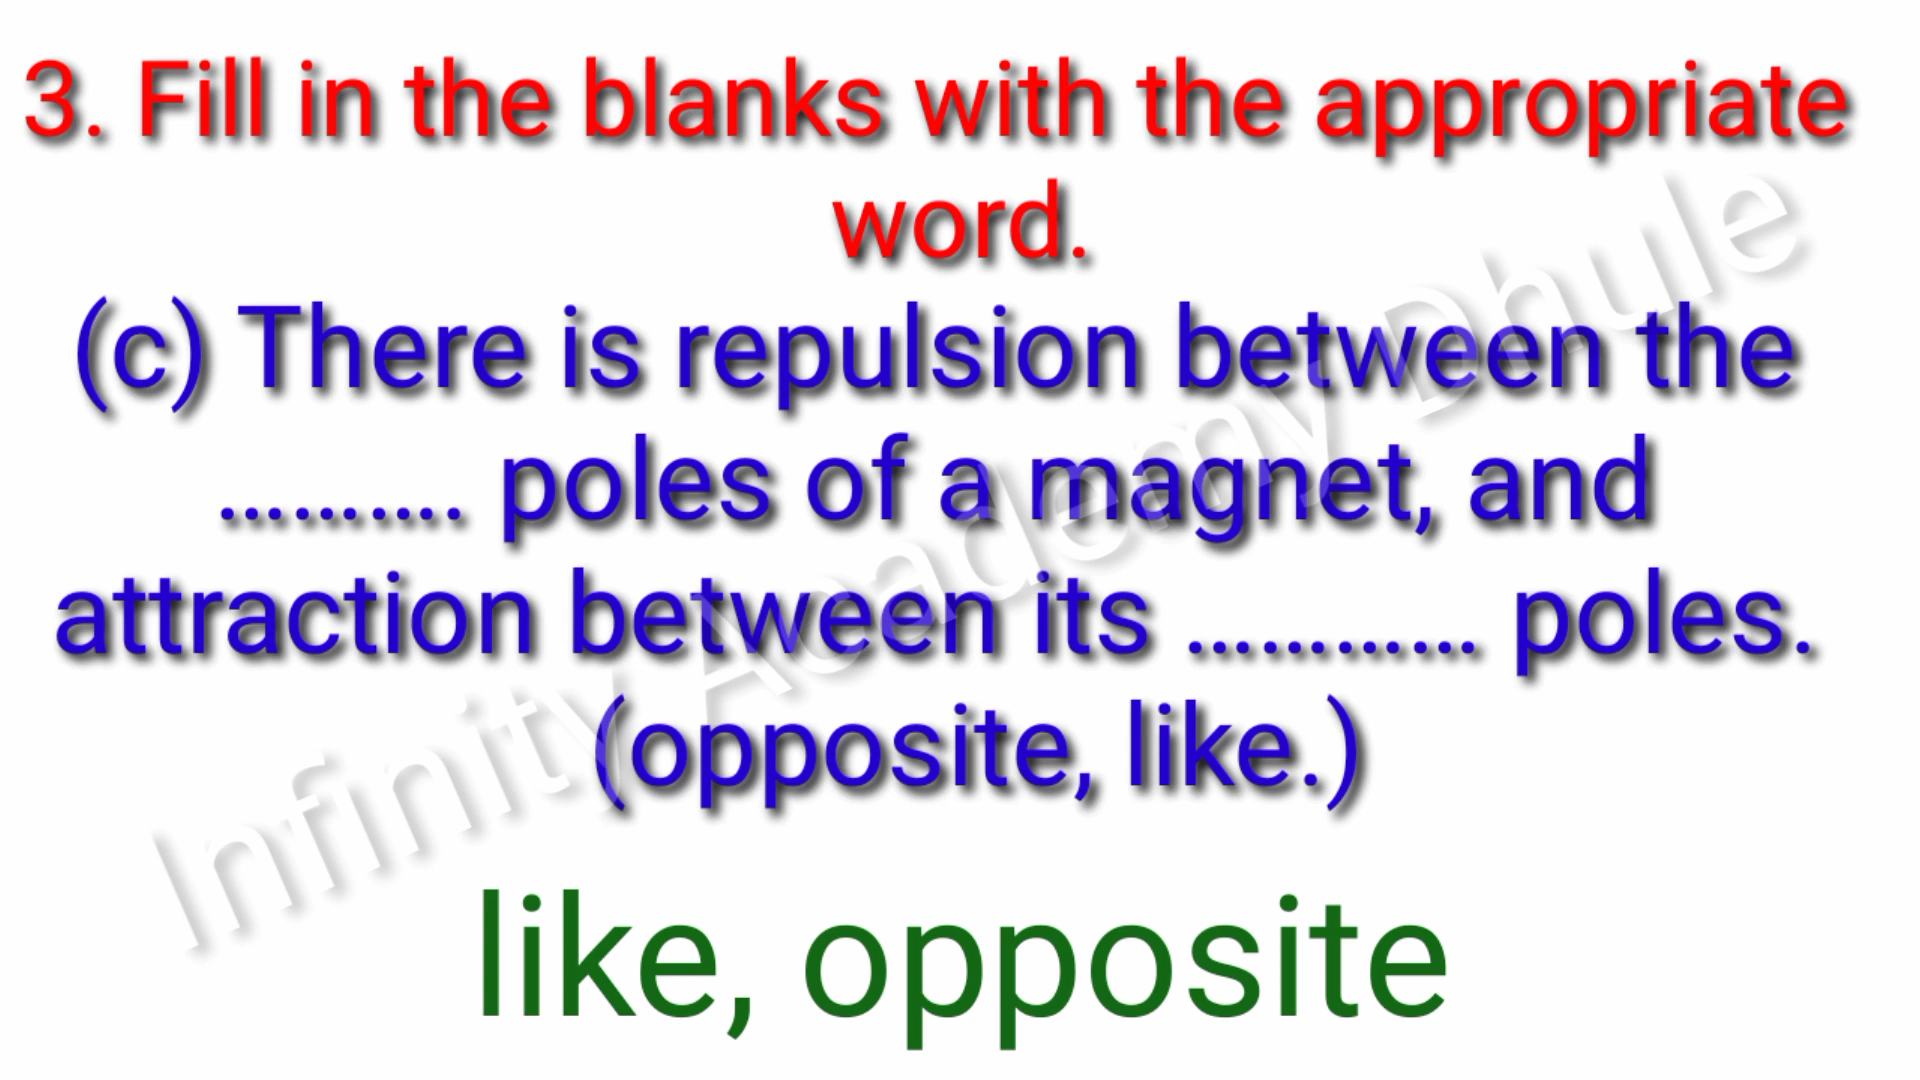 3. Fill in the blanks with the appropriate
word.
(c) There is repulsion between the
.......... poles of a magnet, and
attraction between its ............ poles.
(opposite, like.)
like, opposite
Infinity Academy Dhule